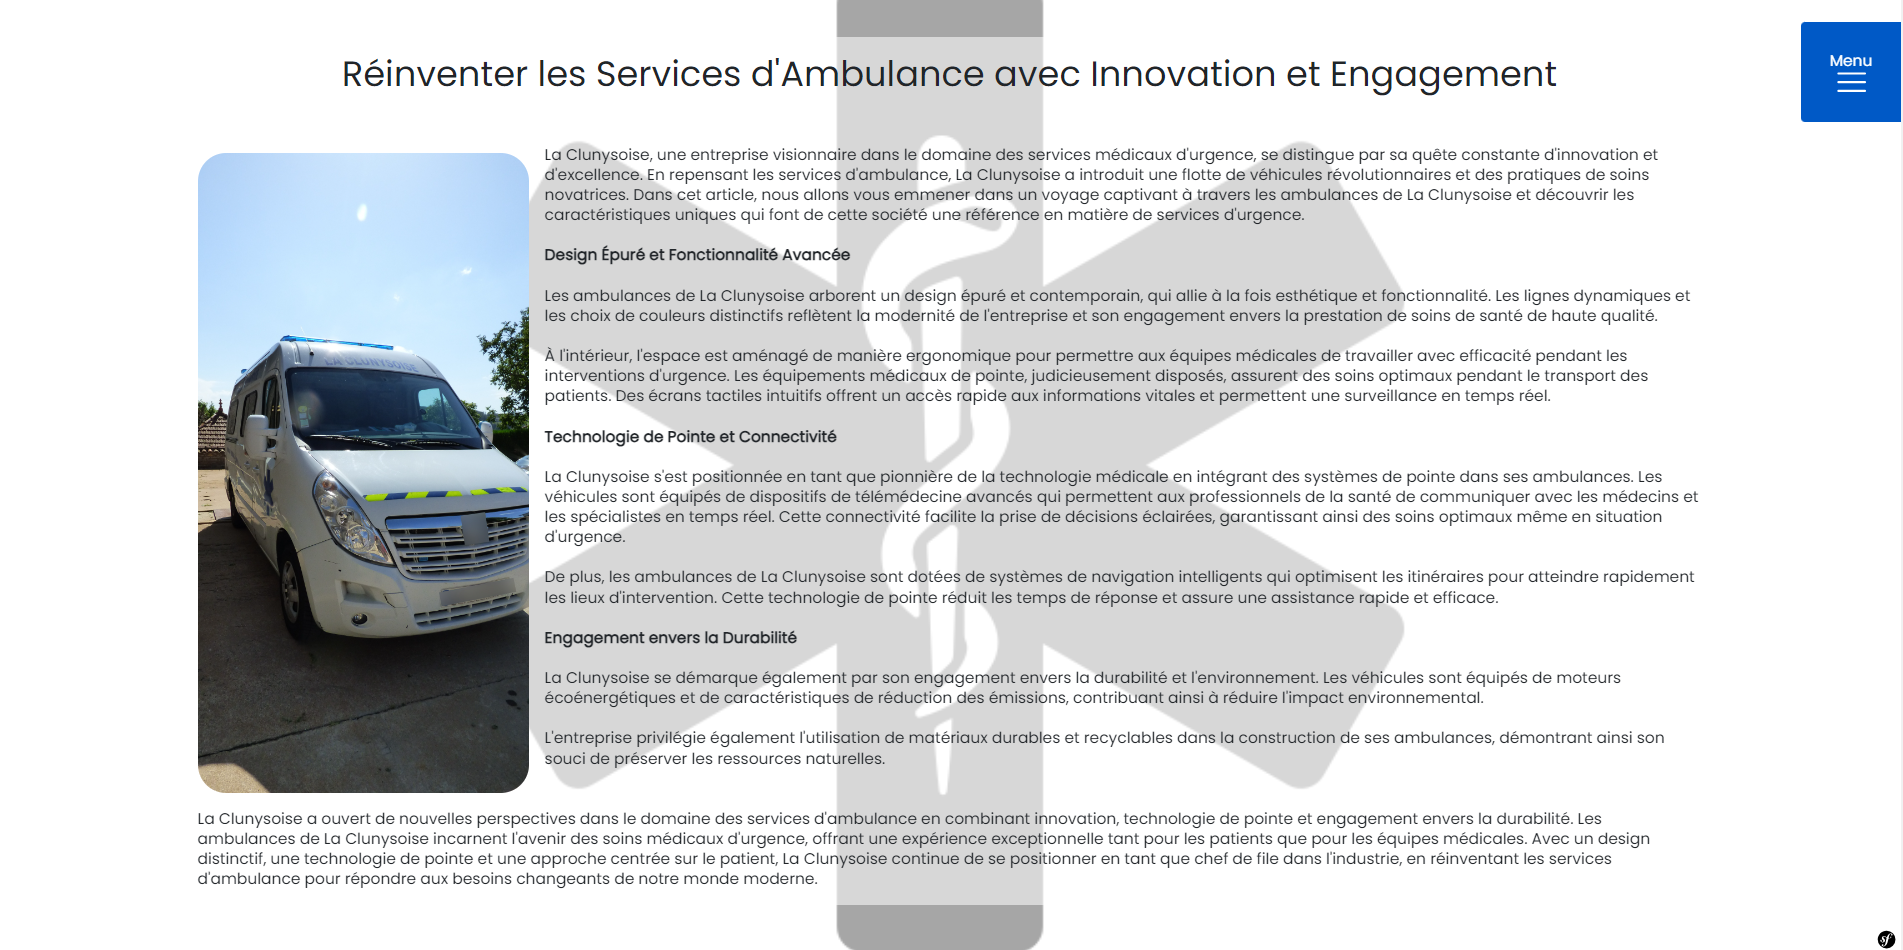 Réinventer les Services d'Ambulance avec Innovation et Engagement
Menu
La Clunysoise, une entreprise visionnaire dans le domaine des services médicaux d'urgence, se distingue par sa quête constante d'innovation et
d'excellence. En repensant les services d'ambulance, La Clunysoise a introduit une flotte de véhicules révolutionnaires et des pratiques de soins
novatrices. Dans cet article, nous allons vous emmener dans un voyage captivant à travers les ambulances de La Clunysoise et découvrir les
caractéristiques uniques qui font de cette société une référence en matière de services d'urgence.
Design Épuré et Fonctionnalité Avancée
Les ambulances de La Clunysoise arborent un design épuré et contemporain, qui allie à la fois esthétique et fonctionnalité. Les lignes dynamiques et
les choix de couleurs distinctifs reflètent la modernité de l'entreprise et son engagement envers la prestation de soins de santé de haute qualité.
À l'intérieur, l'espace est aménagé de manière ergonomique pour permettre aux équipes médicales de travailler avec efficacité pendant les
interventions d'urgence. Les équipements médicaux de pointe, judicieusement disposés, assurent des soins optimaux pendant le transport des
patients. Des écrans tactiles intuitifs offrent un accès rapide aux informations vitales et permettent une surveillance en temps réel.
Technologie de Pointe et Connectivité
La Clunysoise s'est positionnée en tant que pionnière de la technologie médicale en intégrant des systèmes de pointe dans ses ambulances. Les
véhicules sont équipés de dispositifs de télémédecine avancés qui permettent aux professionnels de la santé de communiquer avec les médecins et
les spécialistes en temps réel. Cette connectivité facilite la prise de décisions éclairées, garantissant ainsi des soins optimaux même en situation
d'urgence.
De plus, les ambulances de La Clunysoise sont dotées de systèmes de navigation intelligents qui optimisent les itinéraires pour atteindre rapidement
les lieux d'intervention. Cette technologie de pointe réduit les temps de réponse et assure une assistance rapide et efficace.
Engagement envers la Durabilité
La Clunysoise se démarque également par son engagement envers la durabilité et l'environnement. Les véhicules sont équipés de moteurs
écoénergétiques et de caractéristiques de réduction des émissions, contribuant ainsi à réduire l'impact environnemental.
L'entreprise privilégie également l'utilisation de matériaux durables et recyclables dans la construction de ses ambulances, démontrant ainsi son
souci de préserver les ressources naturelles.
LA CLUNYSOISE
La Clunysoise a ouvert de nouvelles perspectives dans le domaine des services d'ambulance en combinant innovation, technologie de pointe et engagement envers la durabilité. Les
ambulances de La Clunysoise incarnent l'avenir des soins médicaux d'urgence, offrant une expérience exceptionnelle tant pour les patients que pour les équipes médicales. Avec un design
distinctif, une technologie de pointe et une approche centrée sur le patient, La Clunysoise continue de se positionner en tant que chef de file dans l'industrie, en réinventant les services
d'ambulance pour répondre aux besoins changeants de notre monde moderne.
sf